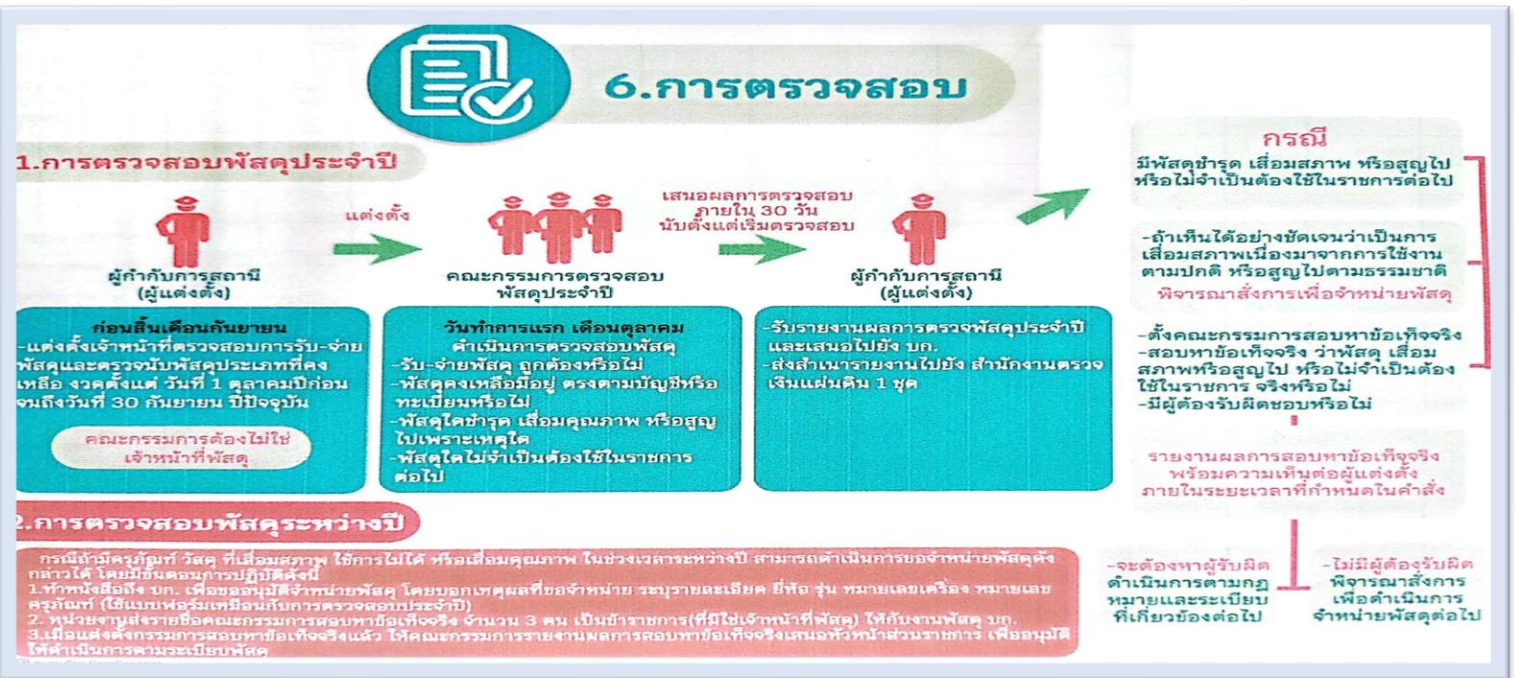 6.การตรวจสอบ
1.การตรวจสอบพัสดุประจำปี
แต่งตั้ง
เสนอผลการตรวจสอบ
ภายใน 30 วัน
นับตั้งแต่เริ่มตรวจสอบ
ผู้กำกับการสถานี
(ผู้แต่งตั้ง)
คณะกรรมการตรวจสอบ
พัสดุประจำปี
ผู้กำกับการสถานี
(ผู้แต่งตั้ง)
ก่อนสิ้นเดือนกันยายน
-แต่งตั้งเจ้าหน้าที่ตรวจสอบการรับ-จ่าย
พัสดุและตรวจนับพัสดุประเภทที่คง
เหลือ งวดตั้งแต่ วันที่ 1 ตุลาคมปีก่อน
จนถึงวันที่ 30 กันยายน ปีปัจจุบัน
คณะกรรมการต้องไม่ใช่
เจ้าหน้าที่พัสดุ
วันทำการแรก เดือนตุลาคม
ดำเนินการตรวจสอบพัสดุ
-รับ-จ่ายพัสดุ ถูกต้องหรือไม่
-พัสดุคงเหลือมีอยู่ ตรงตามบัญชีหรือ
ทะเบียนหรือไม่
-พัสดุใดชำรุด เสื่อมคุณภาพ หรือสูญ
ไปเพราะเหตุใด
-พัสดุใดไม่จำเป็นต้องใช้ในราชการ
ต่อไป
-รับรายงานผลการตรวจพัสดุประจำปี
และเสนอไปยัง บก.
-ส่งสำเนารายงานไปยัง สำนักงานตรวจ
เงินแผ่นดิน 1 ชุด
กรณี
มีพัสดุชำรุด เสื่อมสภาพ หรือสูญไป
หรือไม่จำเป็นต้องใช้ในราชการต่อไป
-ถ้าเห็นได้อย่างชัดเจนว่าเป็นการ
เสื่อมสภาพเนื่องมาจากการใช้งาน
ตามปกติ หรือสูญไปตามธรรมชาติ
พิจารณาสั่งการเพื่อจำหน่ายพัสดุ
-ตั้งคณะกรรมการสอบหาข้อเท็จจริง
-สอบหาข้อเท็จจริง ว่าพัสดุ เสื่อม
สภาพหรือสูญไป หรือไม่จำเป็นต้อง
ใช้ในราชการ จริงหรือไม่
-มีผู้ต้องรับผิดชอบหรือไม่
รายงานผลการสอบหาข้อเท็จจริง
พร้อมความเห็นต่อผู้แต่งตั้ง
ภายในระยะเวลาที่กำหนดในคำสั่ง
-จะต้องหาผู้รับผิด
ดำเนินการตามกฎ
หมายและระเบียบ
ที่เกี่ยวข้องต่อไป
-ไม่มีผู้ต้องรับผิด
พิจารณาสั่งการ
เพื่อดำเนินการ
จำหน่ายพัสดุต่อไป
2.การตรวจสอบพัสดุระหว่างปี
กรณีถ้ามีครุภัณฑ์ วัสดุ ที่เสื่อมสภาพ ใช้การไม่ได้ หรือเสื่อมคุณภาพ ในช่วงเวลาระหว่างปี สามารถดำเนินการขอจำหน่ายพัสดุดัง
กล่าวได้ โดยมีขั้นตอนการปฏิบัติดังนี้
1.ทำหนังสือถึง บก. เพื่อขออนุมัติจำหน่ายพัสดุ โดยบอกเหตุผลที่ขอจำหน่าย ระบุรายละเอียด ยี่ห้อ รุ่น หมายเลขเครื่อง หมายเลข
ครุภัณฑ์ (ใช้แบบฟอร์มเหมือนกับการตรวจสอบประจำปี)
2. หน่วยงานส่งรายชื่อคณะกรรมการสอบหาข้อเท็จจริง จำนวน 3 คน เป็นข้าราชการ(ที่มิใช่เจ้าหน้าที่พัสดุ) ให้กับงานพัสดุ บก.
3.เมื่อแต่งตั้งกรรมการสอบหาข้อเท็จจริงแล้ว ให้คณะกรรมการรายงานผลการสอบหาข้อเท็จจริงเสนอหัวหน้าส่วนราชการ เพื่ออนุมัติ
ให้ดำเนินการตามระเบียบพัสดุ